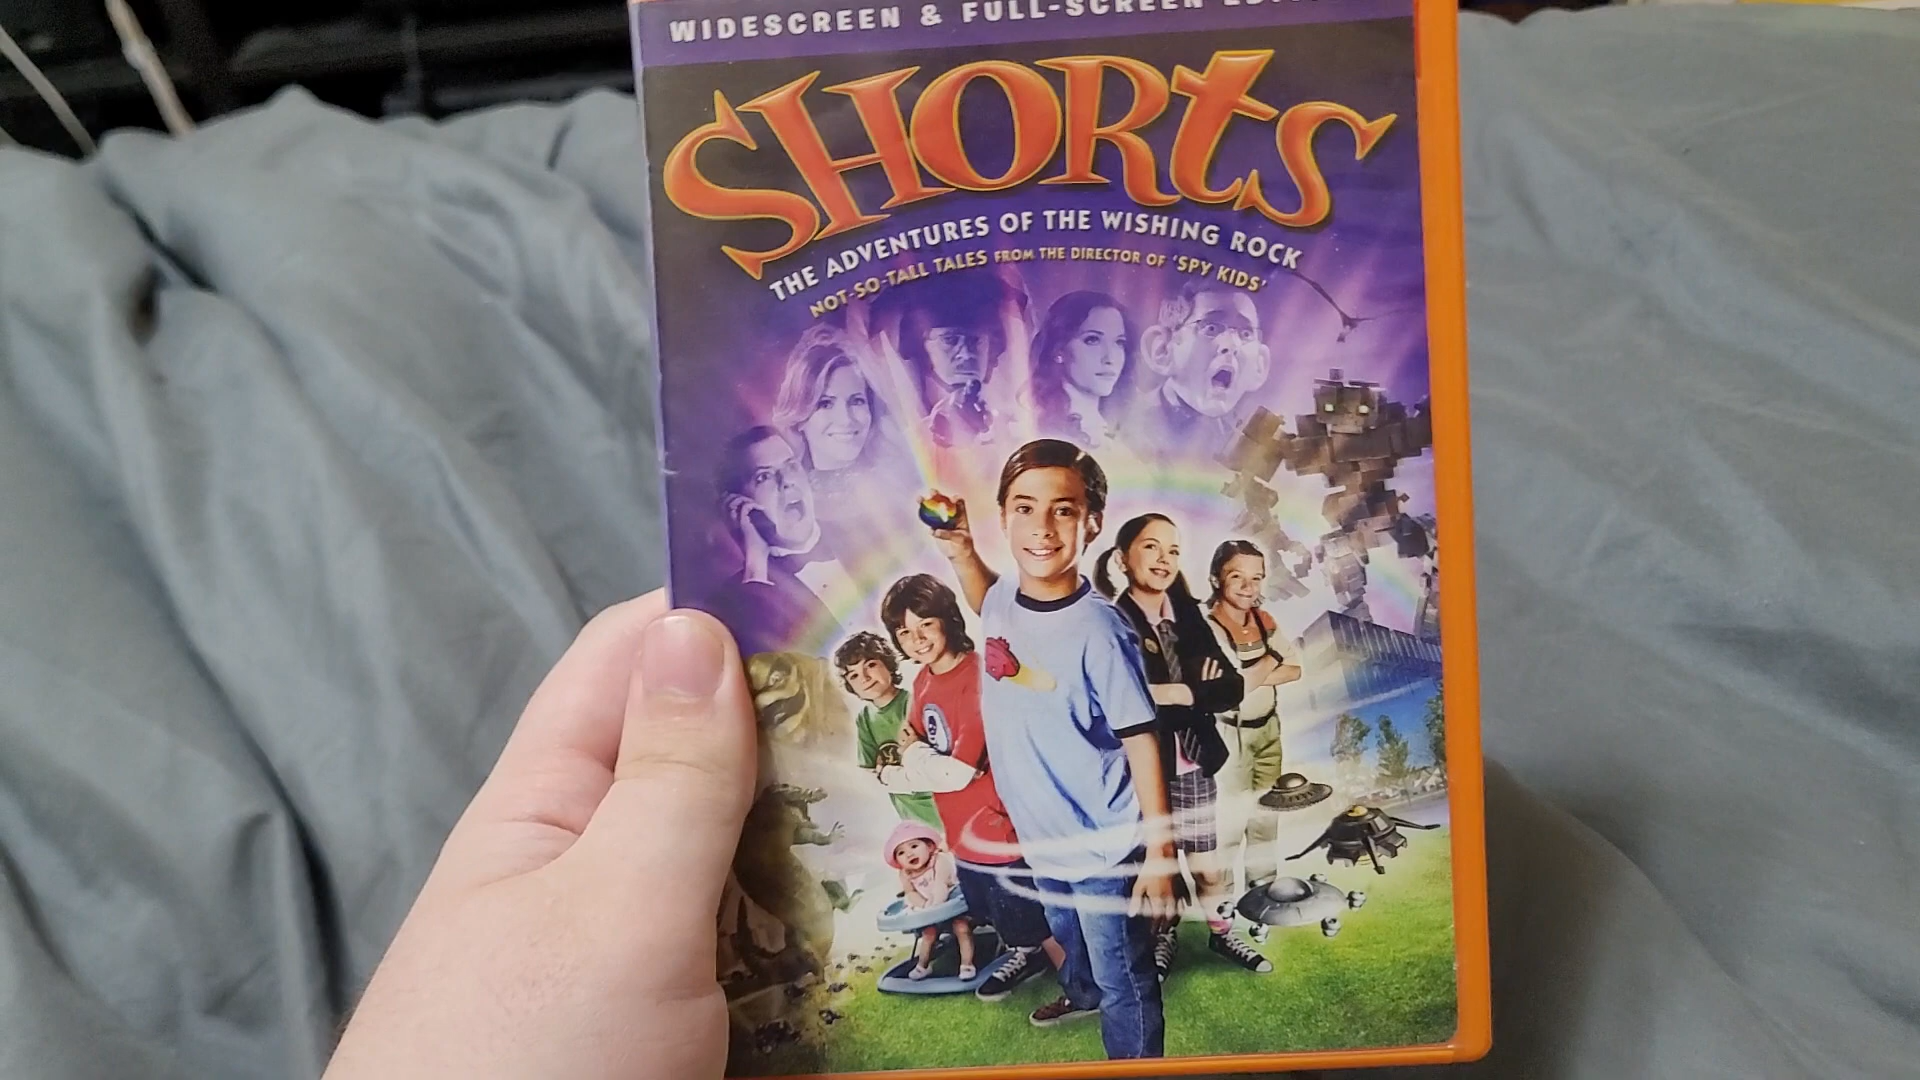 WIDESCREEN & FULL-SCREEN
SHORTS
THE ADVENTURES OF THE WISHING ROCK
NOT-SO-TALL TALES FROM THE DIRECTOR OF 'SPY KIDS'